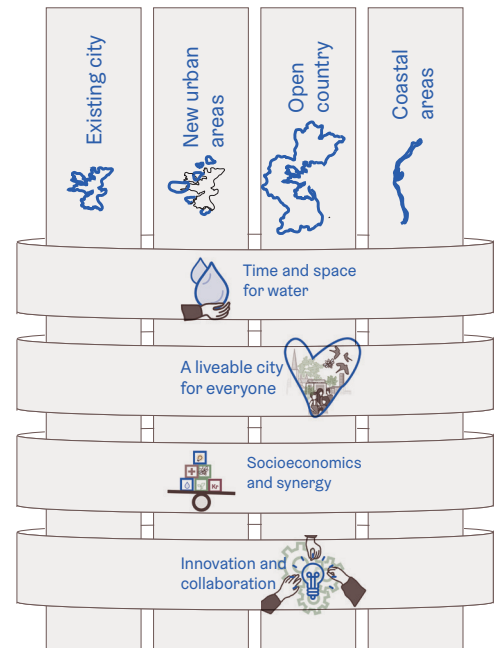 Existing city
New urban
areas
Open
country
Coastal
areas
Time and space
for water
A liveable city
for everyone
Socioeconomics
and synergy
Kr
Innovation and
collaboration